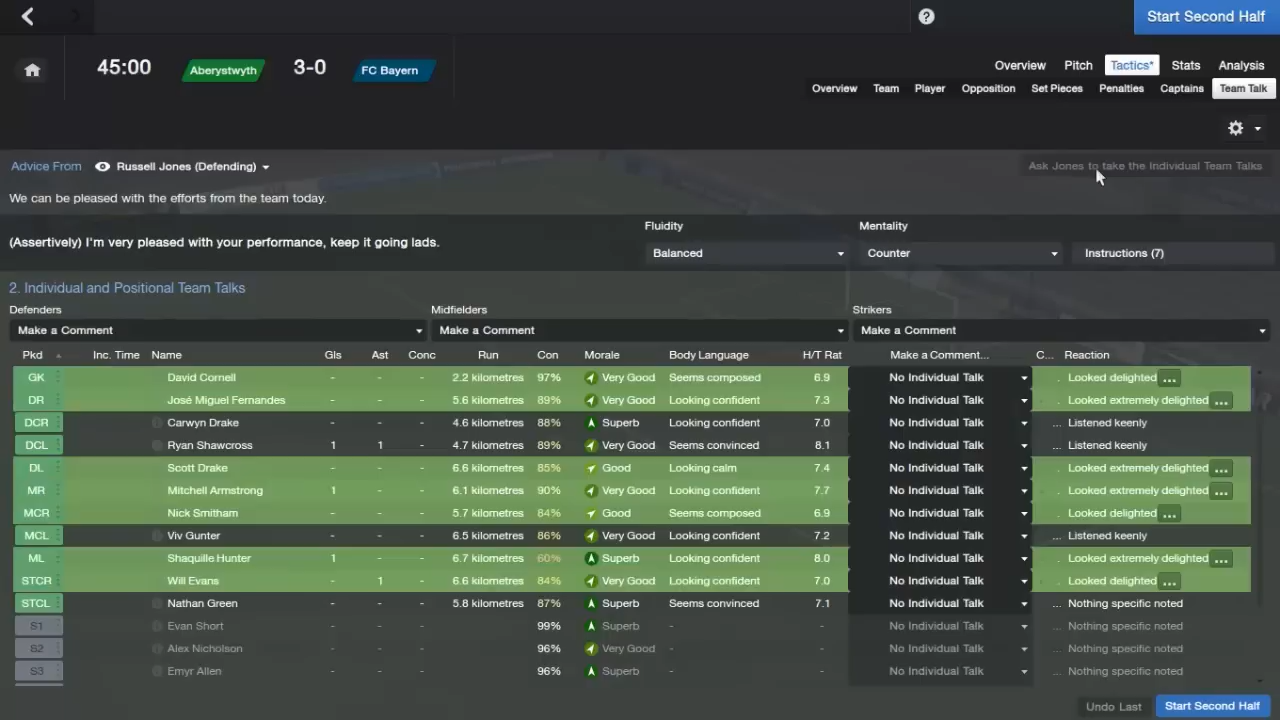 Start Second Half
45:00 Aberystwyth 3-0 FC Bayern
Overview Pitch Tactics* Stats Analysis
Overview Team Player Opposition Set Pieces Penalties Captains Team Talk
Advice From Russell Jones (Defending) Ask Jones to take the Individual Team Talks
We can be pleased with the efforts from the team today.
Fluidity Mentality
(Assertively) I'm very pleased with your performance, keep it going lads. Balanced Counter Instructions (7)
2. Individual and Positional Team Talks
Defenders Midfielders Strikers
Make a Comment Make a Comment Make a Comment
Pkd Inc. Time Name Gls Ast Conc Run Con Morale Body Language H/T Rat Make a Comment... C... Reaction
GK David Cornell - - - 2.2 kilometres 97% Very Good Seems composed 6.9 No Individual Talk . Looked delighted ...
DR José Miguel Fernandes - - - 5.6 kilometres 89% Very Good Looking confident 7.3 No Individual Talk . Looked extremely delighted ...
DCR Carwyn Drake - - - 4.6 kilometres 88% Superb Looking confident 7.0 No Individual Talk ... Listened keenly
DCL Ryan Shawcross 1 1 - 4.7 kilometres 89% Very Good Seems convinced 8.1 No Individual Talk ... Listened keenly
DL Scott Drake - - - 6.6 kilometres 85% Good Looking calm 7.4 No Individual Talk ... Looked extremely delighted ...
MR Mitchell Armstrong 1 - - 6.1 kilometres 90% Very Good Looking confident 7.7 No Individual Talk ... Looked extremely delighted ...
MCR Nick Smitham - - - 5.7 kilometres 84% Good Seems composed 6.9 No Individual Talk ... Looked delighted ...
MCL Viv Gunter - - - 6.5 kilometres 86% Very Good Looking confident 7.2 No Individual Talk ... Listened keenly
ML Shaquille Hunter 1 - - 6.7 kilometres 60% Superb Looking confident 8.0 No Individual Talk ... Looked extremely delighted ...
STCR Will Evans - 1 - 6.6 kilometres 84% Very Good Looking confident 7.0 No Individual Talk . Looked delighted ...
STCL Nathan Green - - - 5.8 kilometres 87% Superb Seems convinced 7.1 No Individual Talk ... Nothing specific noted
S1 Evan Short 99% Superb - - No Individual Talk ... Nothing specific noted
S2 Alex Nicholson 96% Very Good - - No Individual Talk ... Nothing specific noted
S3 Emyr Allen 96% Superb - - No Individual Talk ... Nothing specific noted
Undo Last Start Second Half